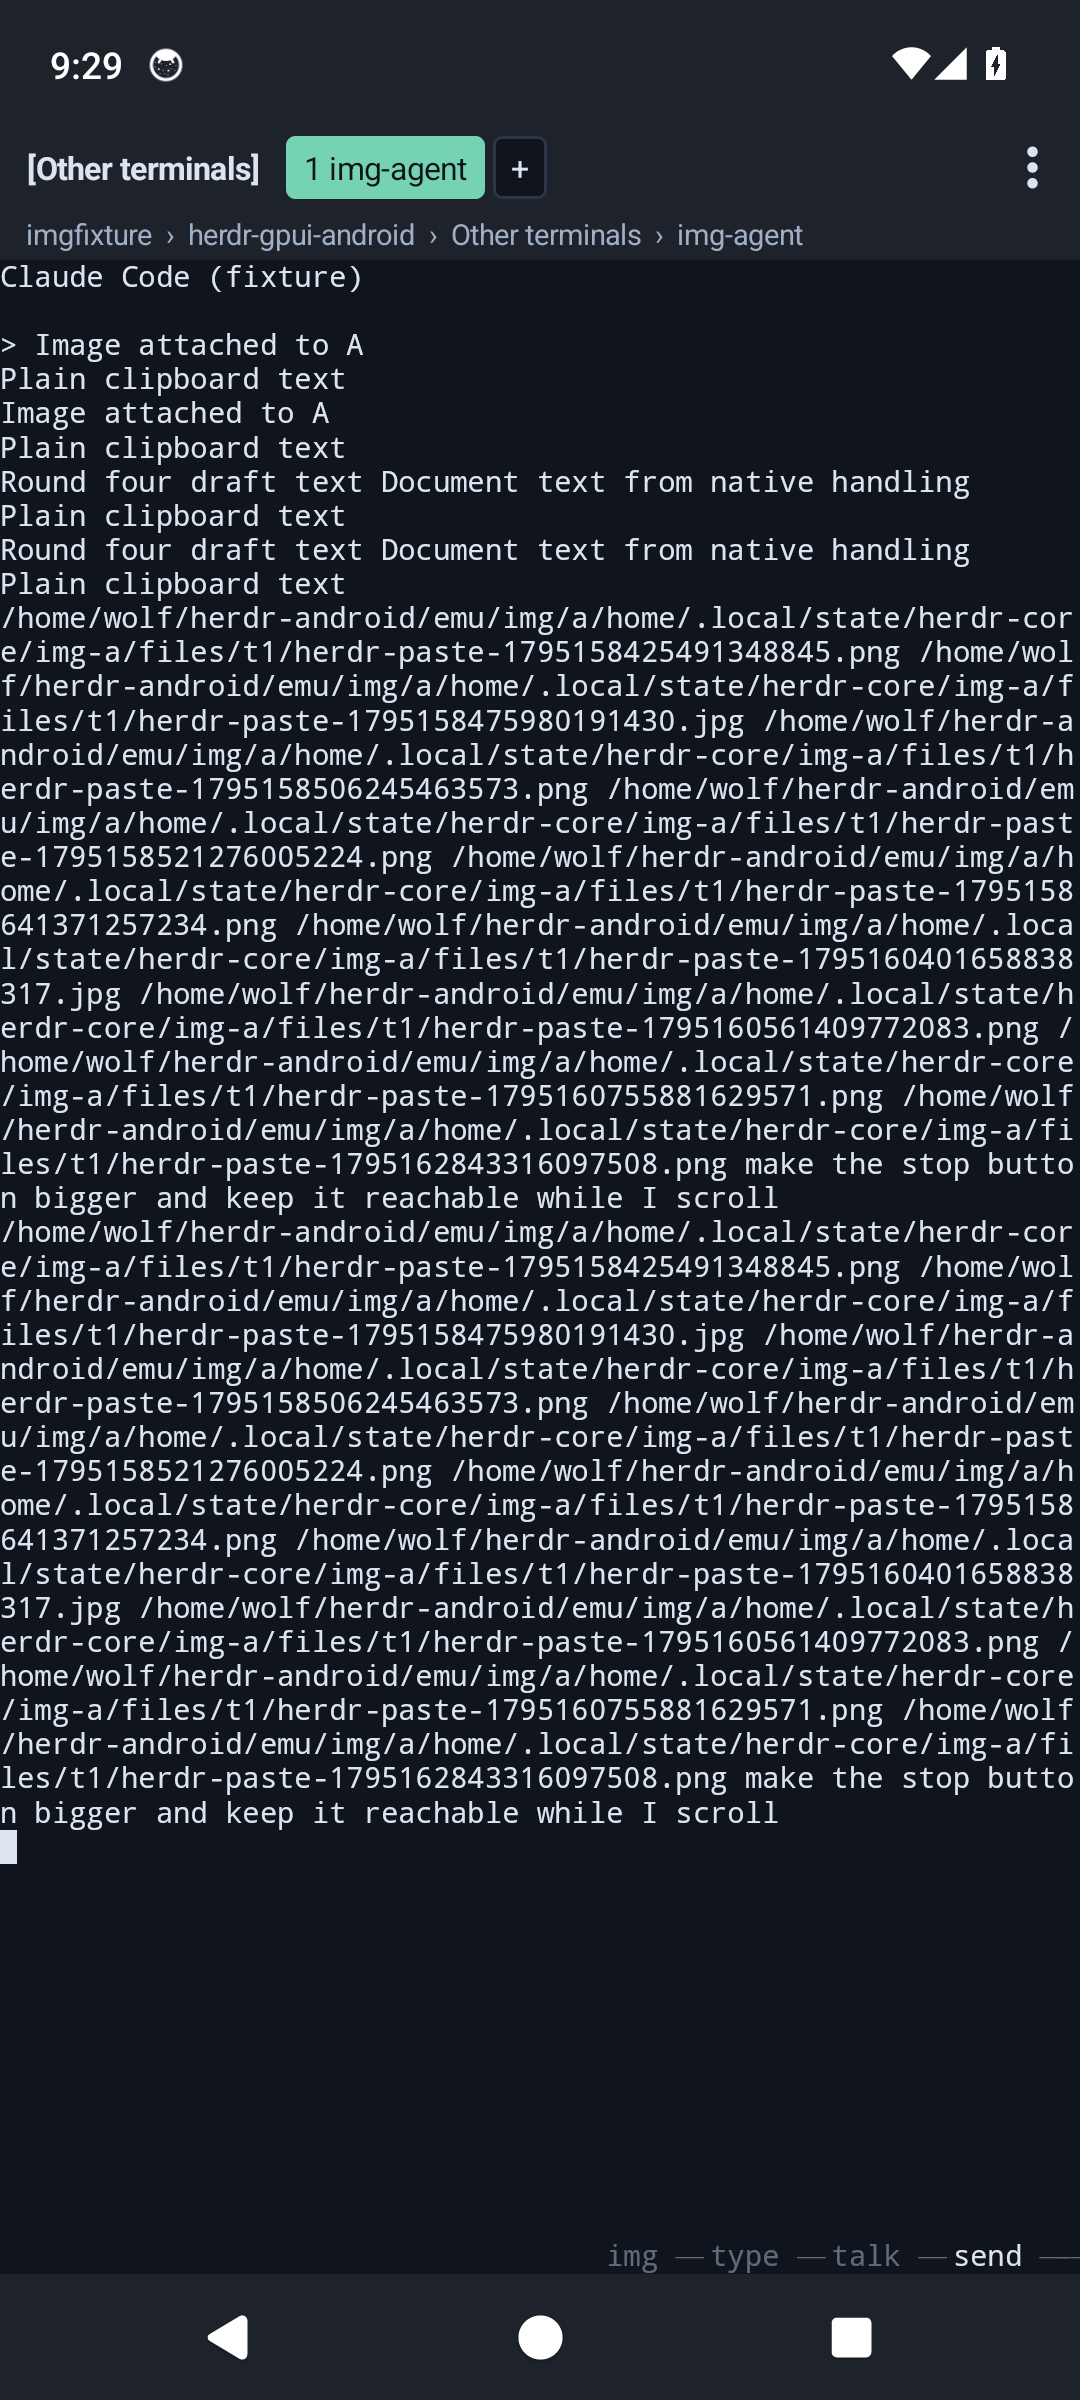 9:29
[Other terminals] 1 img-agent +
imgfixture › herdr-gpui-android › Other terminals › img-agent
Claude Code (fixture)
> Image attached to A
Plain clipboard text
Image attached to A
Plain clipboard text
Round four draft text Document text from native handling
Plain clipboard text
Round four draft text Document text from native handling
Plain clipboard text
/home/wolf/herdr-android/emu/img/a/home/.local/state/herdr-cor
e/img-a/files/t1/herdr-paste-1795158425491348845.png /home/wol
f/herdr-android/emu/img/a/home/.local/state/herdr-core/img-a/f
iles/t1/herdr-paste-1795158475980191430.jpg /home/wolf/herdr-a
ndroid/emu/img/a/home/.local/state/herdr-core/img-a/files/t1/h
erdr-paste-1795158506245463573.png /home/wolf/herdr-android/em
u/img/a/home/.local/state/herdr-core/img-a/files/t1/herdr-past
e-1795158521276005224.png /home/wolf/herdr-android/emu/img/a/h
ome/.local/state/herdr-core/img-a/files/t1/herdr-paste-1795158
641371257234.png /home/wolf/herdr-android/emu/img/a/home/.loca
l/state/herdr-core/img-a/files/t1/herdr-paste-1795160401658838
317.jpg /home/wolf/herdr-android/emu/img/a/home/.local/state/h
erdr-core/img-a/files/t1/herdr-paste-1795160561409772083.png /
home/wolf/herdr-android/emu/img/a/home/.local/state/herdr-core
/img-a/files/t1/herdr-paste-1795160755881629571.png /home/wolf
/herdr-android/emu/img/a/home/.local/state/herdr-core/img-a/fi
les/t1/herdr-paste-1795162843316097508.png make the stop butto
n bigger and keep it reachable while I scroll
/home/wolf/herdr-android/emu/img/a/home/.local/state/herdr-cor
e/img-a/files/t1/herdr-paste-1795158425491348845.png /home/wol
f/herdr-android/emu/img/a/home/.local/state/herdr-core/img-a/f
iles/t1/herdr-paste-1795158475980191430.jpg /home/wolf/herdr-a
ndroid/emu/img/a/home/.local/state/herdr-core/img-a/files/t1/h
erdr-paste-1795158506245463573.png /home/wolf/herdr-android/em
u/img/a/home/.local/state/herdr-core/img-a/files/t1/herdr-past
e-1795158521276005224.png /home/wolf/herdr-android/emu/img/a/h
ome/.local/state/herdr-core/img-a/files/t1/herdr-paste-1795158
641371257234.png /home/wolf/herdr-android/emu/img/a/home/.loca
l/state/herdr-core/img-a/files/t1/herdr-paste-1795160401658838
317.jpg /home/wolf/herdr-android/emu/img/a/home/.local/state/h
erdr-core/img-a/files/t1/herdr-paste-1795160561409772083.png /
home/wolf/herdr-android/emu/img/a/home/.local/state/herdr-core
/img-a/files/t1/herdr-paste-1795160755881629571.png /home/wolf
/herdr-android/emu/img/a/home/.local/state/herdr-core/img-a/fi
les/t1/herdr-paste-1795162843316097508.png make the stop butto
n bigger and keep it reachable while I scroll
img — type — talk — send —